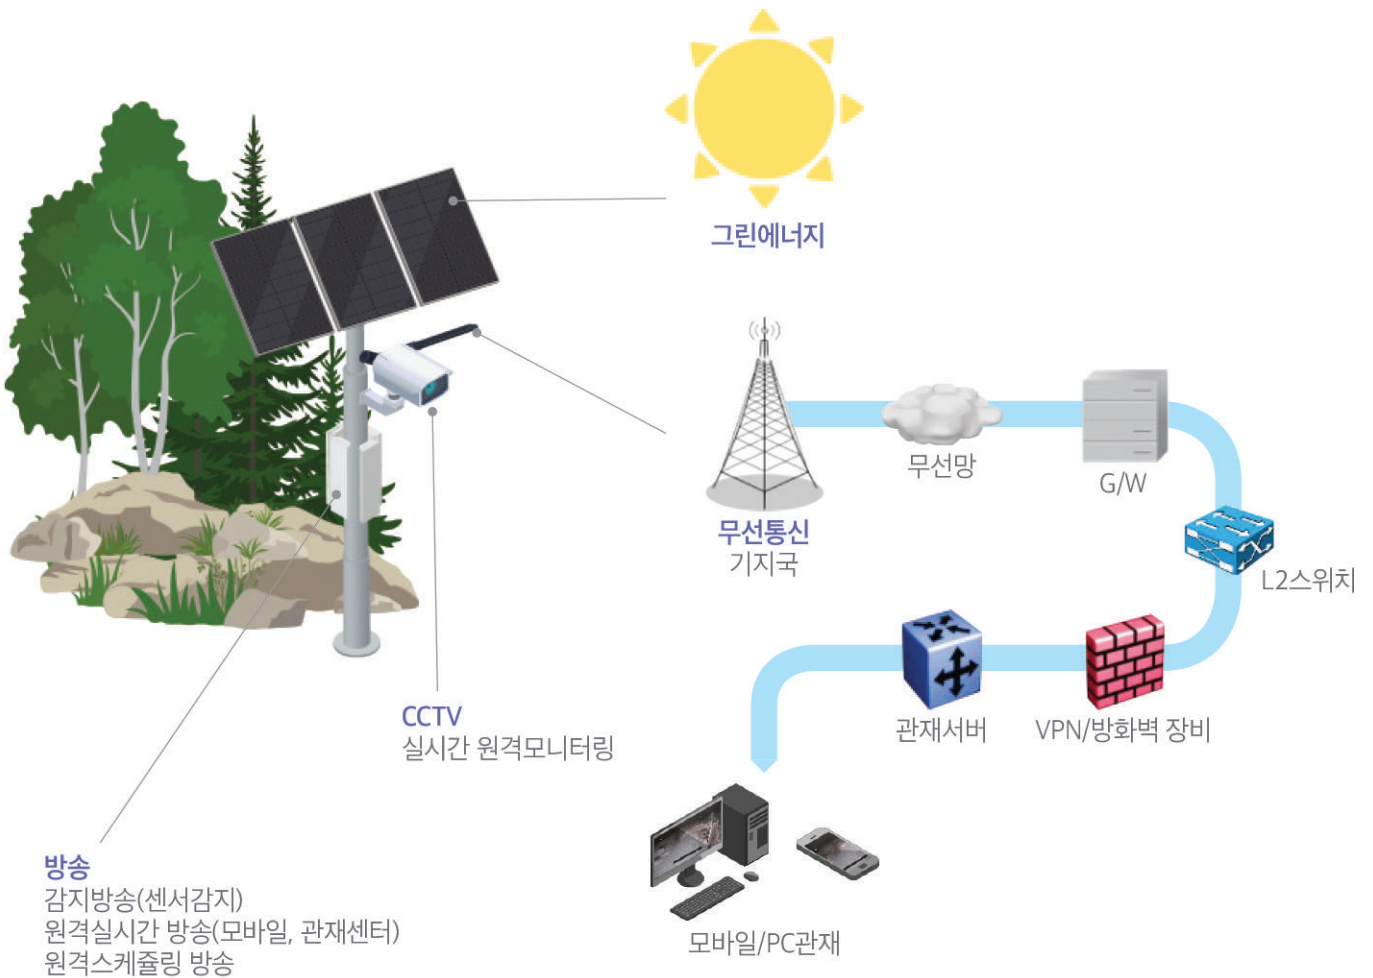 그린에너지
무선통신
기지국
무선망
G/W
L2스위치
VPN/방화벽 장비
관재서버
모바일/PC관재
CCTV
실시간 원격모니터링
방송
감지방송(센서감지)
원격실시간 방송(모바일, 관재센터)
원격스케쥴링 방송